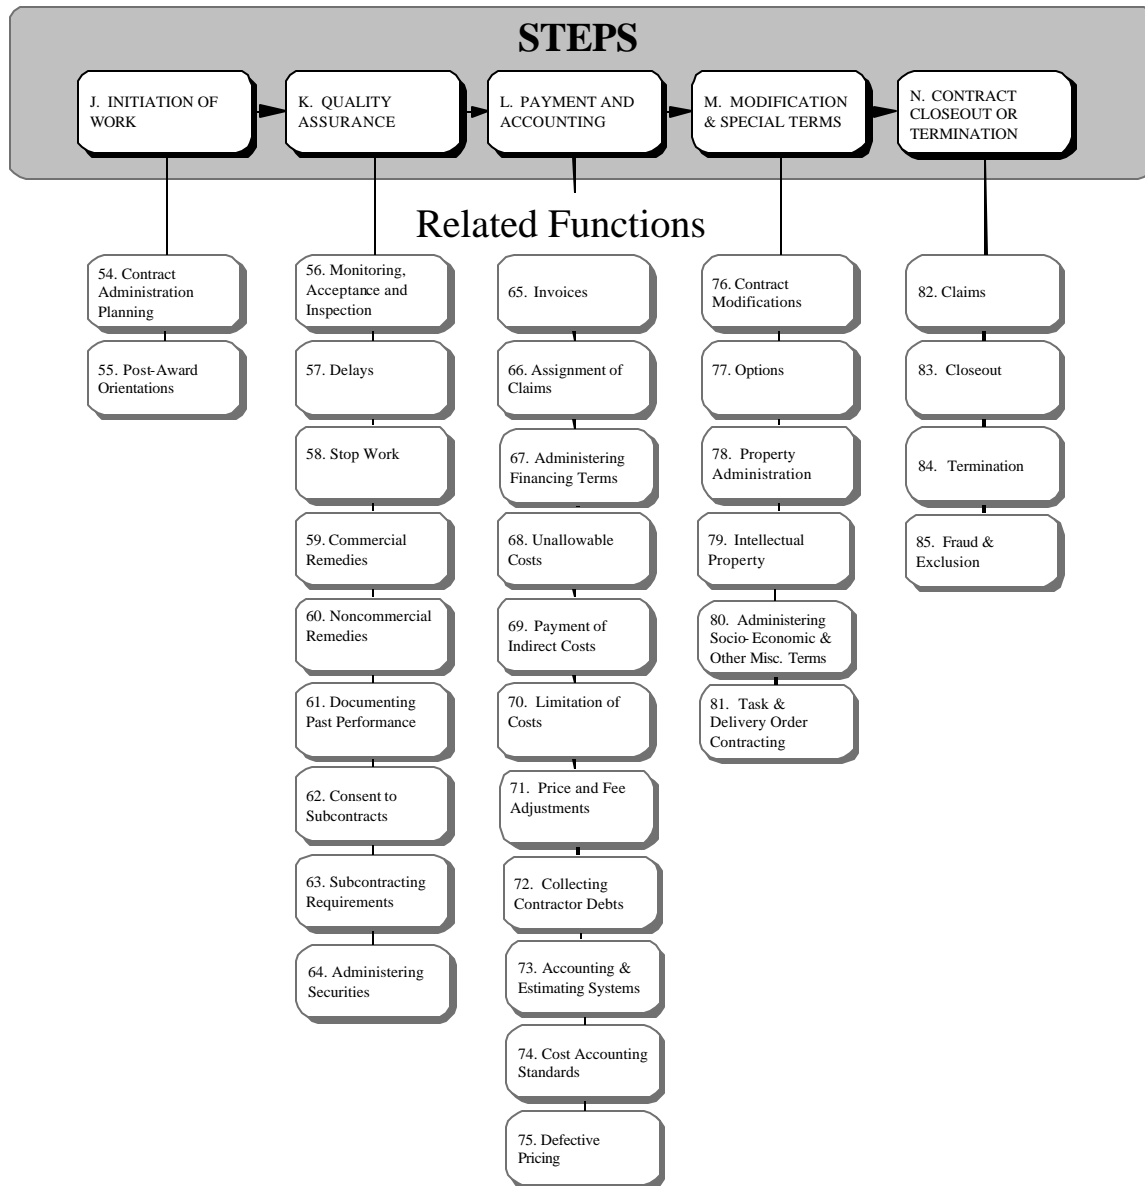 STEPS
J. INITIATION OF
WORK
K. QUALITY
ASSURANCE
L. PAYMENT AND
ACCOUNTING
M. MODIFICATION
& SPECIAL TERMS
N. CONTRACT
CLOSEOUT OR
TERMINATION
Related Functions
54. Contract
Administration
Planning
55. Post-Award
Orientations
56. Monitoring,
Acceptance and
Inspection
57. Delays
58. Stop Work
59. Commercial
Remedies
60. Noncommercial
Remedies
61. Documenting
Past Performance
62. Consent to
Subcontracts
63. Subcontracting
Requirements
64. Administering
Securities
65. Invoices
66. Assignment of
Claims
67. Administering
Financing Terms
68. Unallowable
Costs
69. Payment of
Indirect Costs
70. Limitation of
Costs
71. Price and Fee
Adjustments
72. Collecting
Contractor Debts
73. Accounting &
Estimating Systems
74. Cost Accounting
Standards
75. Defective
Pricing
76. Contract
Modifications
77. Options
78. Property
Administration
79. Intellectual
Property
80. Administering
Socio-Economic &
Other Misc. Terms
81. Task &
Delivery Order
Contracting
82. Claims
83. Closeout
84. Termination
85. Fraud &
Exclusion